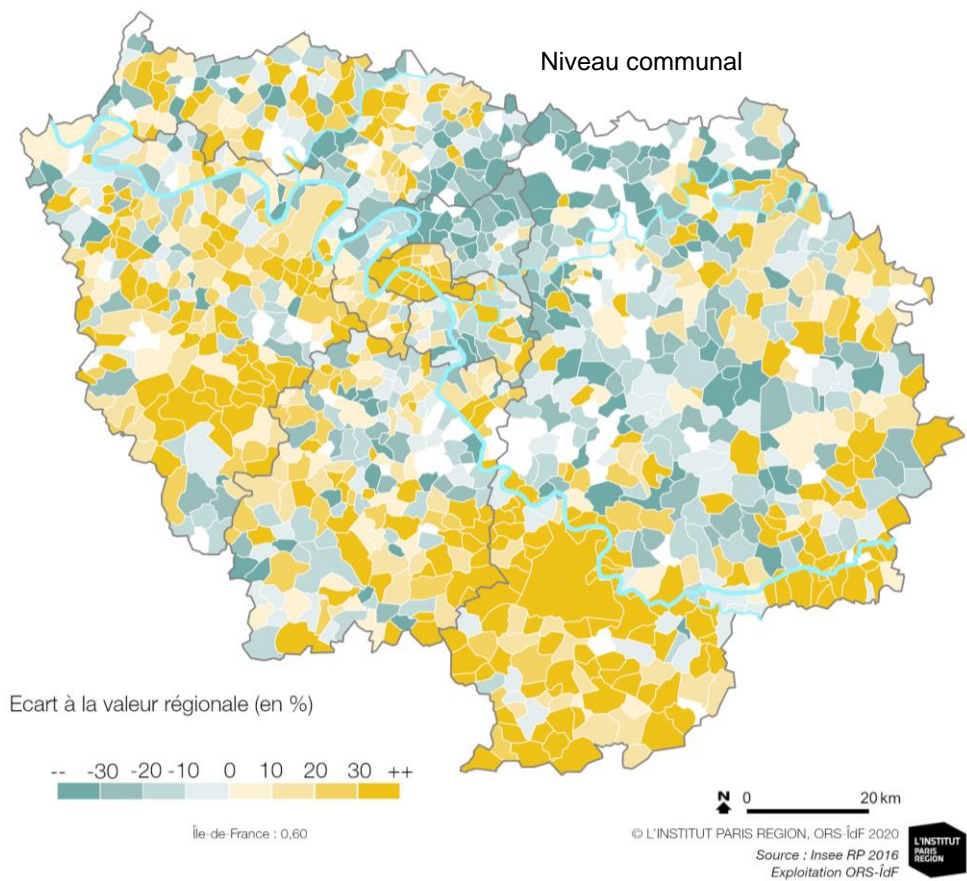 Niveau communal
Ecart à la valeur régionale (en %)
-- -30 -20 -10 0 10 20 30 ++
Île-de-France : 0,60
N 0 20 km
© L'INSTITUT PARIS REGION, ORS-ÎdF 2020
Source : Insee RP 2016
Exploitation ORS-ÎdF
L'INSTITUT
PARIS
REGION